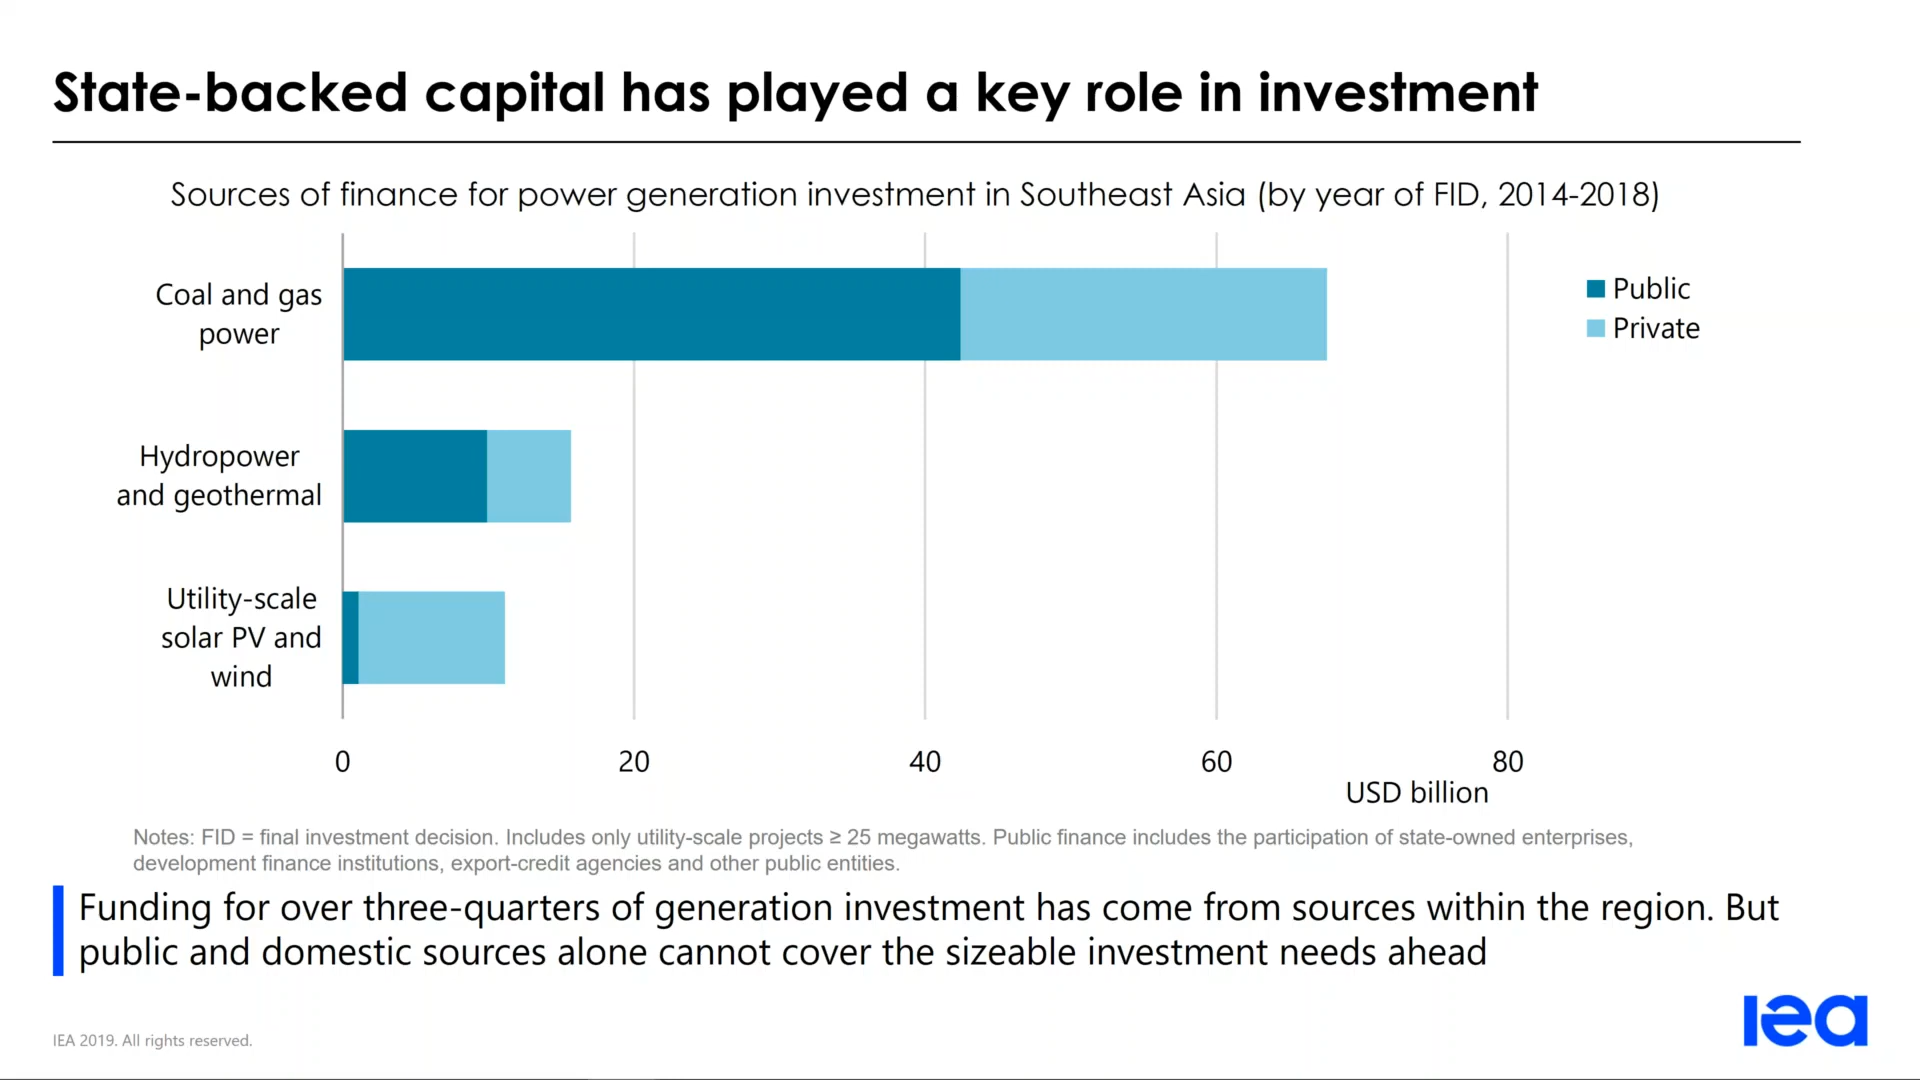 State-backed capital has played a key role in investment
Sources of finance for power generation investment in Southeast Asia (by year of FID, 2014-2018)
Coal and gas
power
Hydropower
and geothermal
Utility-scale
solar PV and
wind
Public
Private
0
20
40
60
80
USD billion
Notes: FID = final investment decision. Includes only utility-scale projects ≥ 25 megawatts. Public finance includes the participation of state-owned enterprises,
development finance institutions, export-credit agencies and other public entities.
Funding for over three-quarters of generation investment has come from sources within the region. But
public and domestic sources alone cannot cover the sizeable investment needs ahead
IEA 2019. All rights reserved.
iea